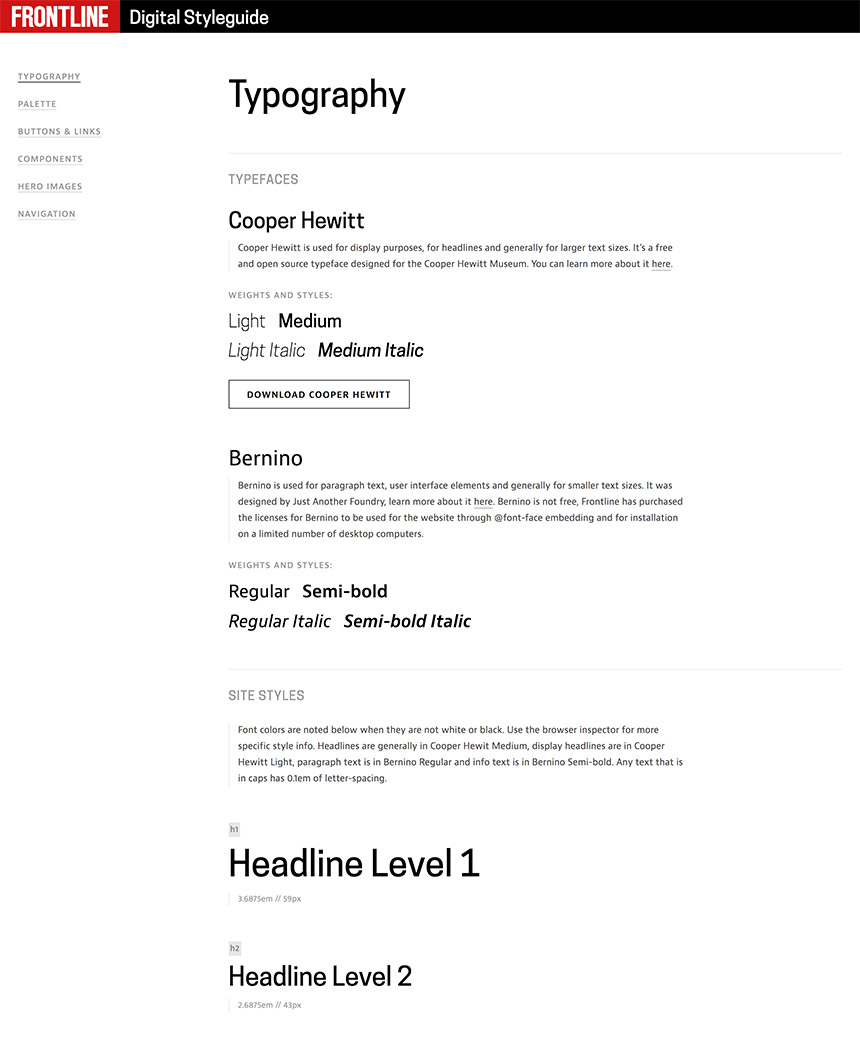 FRONTLINE Digital Styleguide
TYPOGRAPHY
PALETTE
BUTTONS & LINKS
COMPONENTS
HERO IMAGES
NAVIGATION
Typography
TYPEFACES
Cooper Hewitt
Cooper Hewitt is used for display purposes, for headlines and generally for larger text sizes. It's a free
and open source typeface designed for the Cooper Hewitt Museum. You can learn more about it here.
WEIGHTS AND STYLES:
Light Medium
Light Italic Medium Italic
DOWNLOAD COOPER HEWITT
Bernino
Bernino is used for paragraph text, user interface elements and generally for smaller text sizes. It was
designed by Just Another Foundry, learn more about it here. Bernino is not free, Frontline has purchased
the licenses for Bernino to be used for the website through @font-face embedding and for installation
on a limited number of desktop computers.
WEIGHTS AND STYLES:
Regular Semi-bold
Regular Italic Semi-bold Italic
SITE STYLES
Font colors are noted below when they are not white or black. Use the browser inspector for more
specific style info. Headlines are generally in Cooper Hewit Medium, display headlines are in Cooper
Hewitt Light, paragraph text is in Bernino Regular and info text is in Bernino Semi-bold. Any text that is
in caps has 0.1em of letter-spacing.
h1
Headline Level 1
3.6875em // 59px
h2
Headline Level 2
2.6875em // 43px